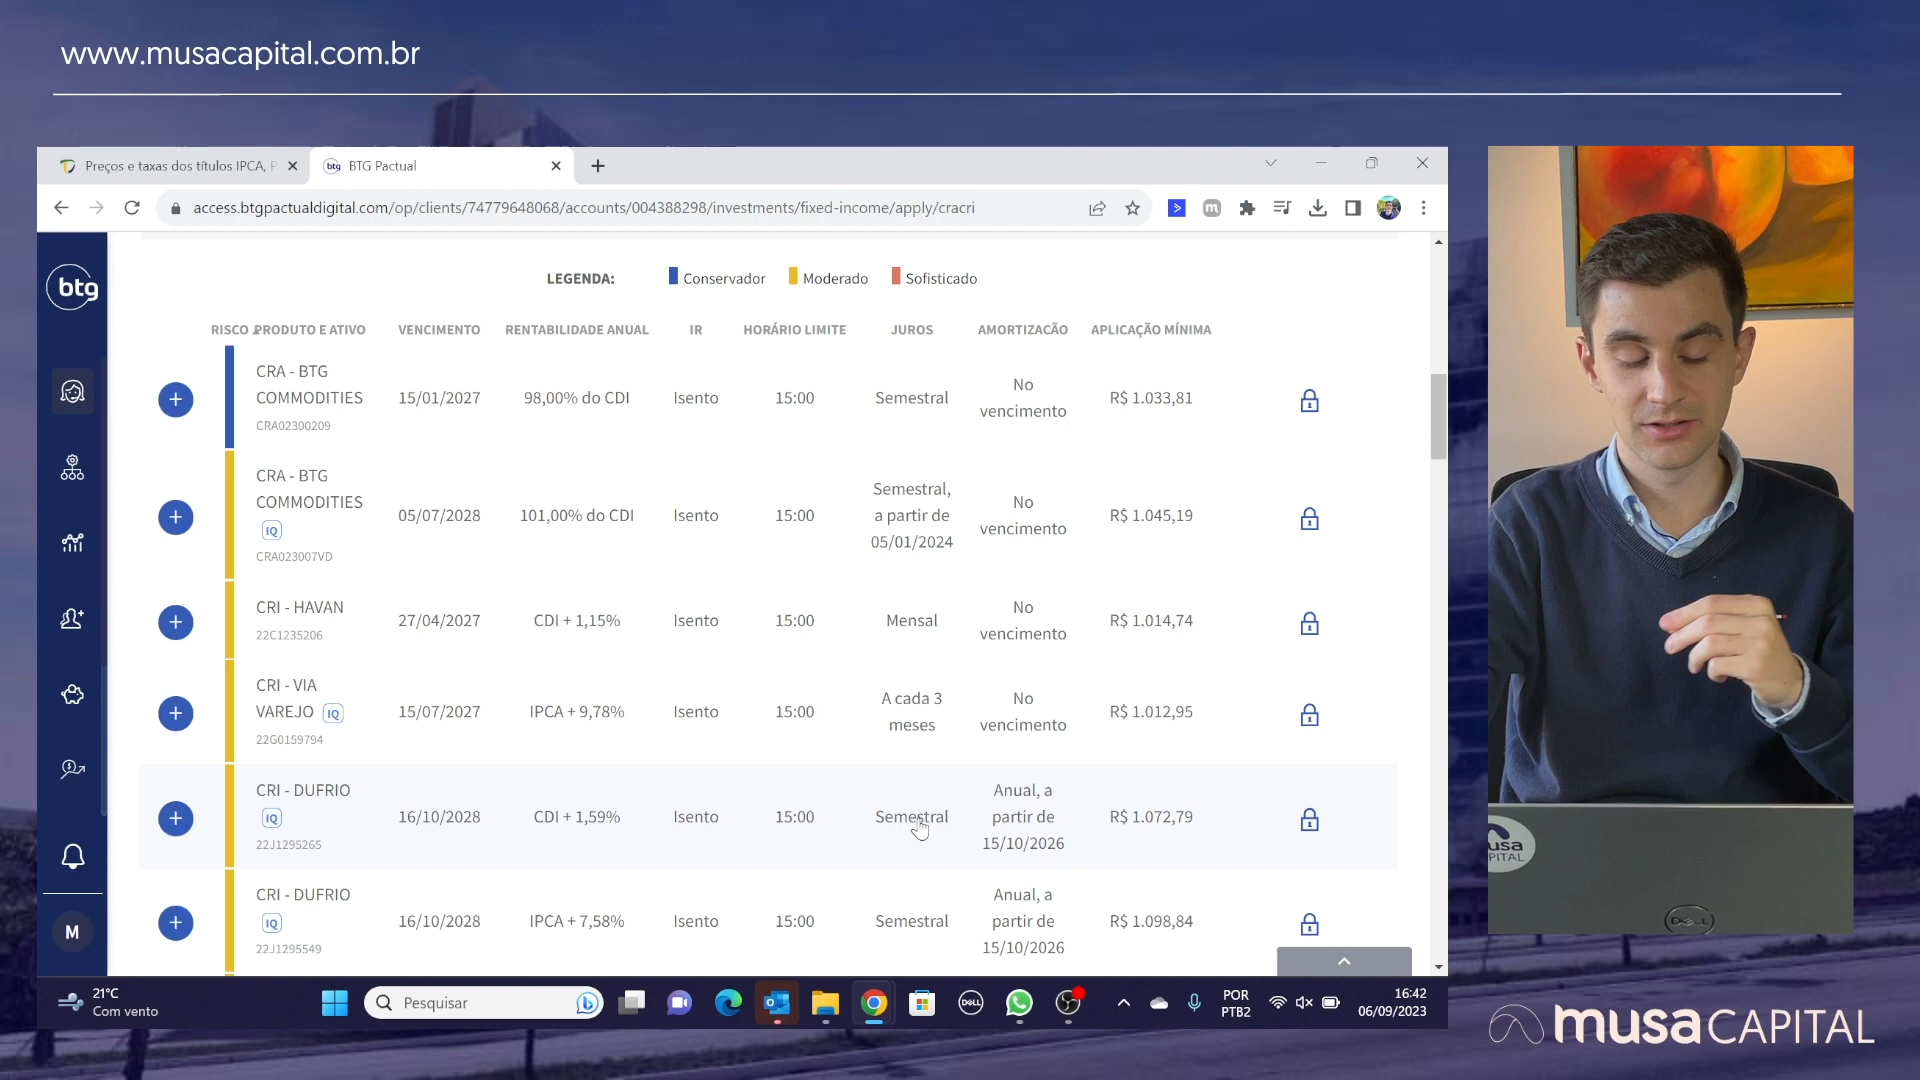 www.musacapital.com.br
Preços e taxas dos títulos IPCA, P
btg BTG Pactual
access.btgpactualdigital.com/op/clients/74779648068/accounts/004388298/investments/fixed-income/apply/cracri
btg
LEGENDA: Conservador Moderado Sofisticado
RISCO PRODUTO E ATIVO VENCIMENTO RENTABILIDADE ANUAL IR HORÁRIO LIMITE JUROS AMORTIZACÃO APLICAÇÃO MÍNIMA
CRA - BTG
COMMODITIES
CRA02300209
15/01/2027 98,00% do CDI Isento 15:00 Semestral
No
vencimento
R$ 1.033,81
CRA - BTG
COMMODITIES
IQ
CRA023007VD
05/07/2028 101,00% do CDI Isento 15:00
Semestral,
a partir de
05/01/2024
No
vencimento
R$ 1.045,19
CRI - HAVAN
22C1235206
27/04/2027 CDI + 1,15% Isento 15:00 Mensal
No
vencimento
R$ 1.014,74
CRI - VIA
VAREJO IQ
22G0159794
15/07/2027 IPCA + 9,78% Isento 15:00
A cada 3
meses
No
vencimento
R$ 1.012,95
CRI - DUFRIO
IQ
22J1295265
16/10/2028 CDI + 1,59% Isento 15:00 Semestral
Anual, a
partir de
15/10/2026
R$ 1.072,79
CRI - DUFRIO
IQ
22J1295549
16/10/2028 IPCA + 7,58% Isento 15:00 Semestral
Anual, a
partir de
15/10/2026
R$ 1.098,84
M
21°C
Com vento
Pesquisar
DELL
POR
PTB2
16:42
06/09/2023
usa
PITAL
DELL
musa CAPITAL